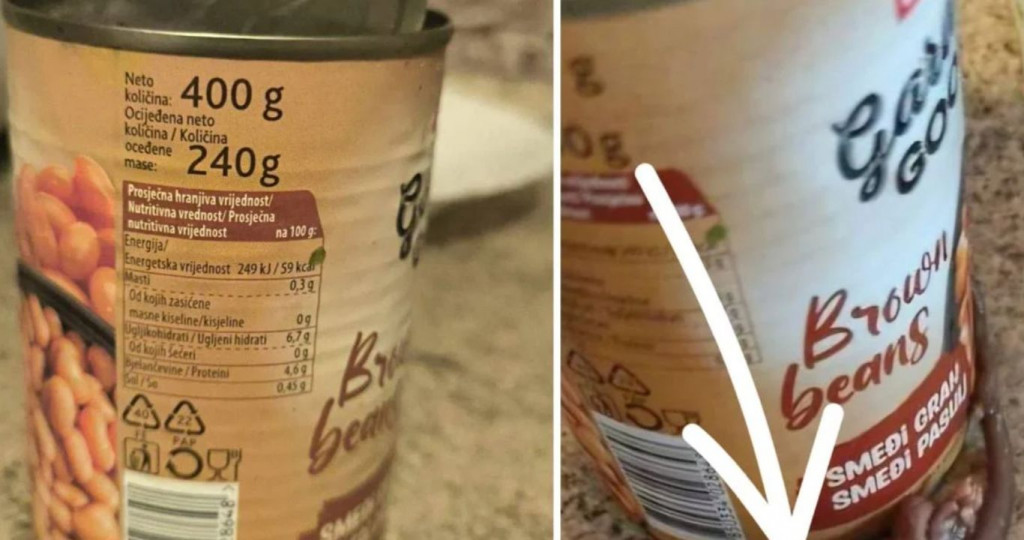 Neto
količina: 400 g
Ocijeđena neto
količina / Količina
oceđene
mase: 240g
Prosječna hranjiva vrijednost/
Nutritivna vrednost/ Prosječna
nutritivna vrijednost na 100 g:
Energija/
Energetska vrijednost 249 kJ / 59 kcal
Masti 0,3 g
Od kojih zasićene
masne kiseline/kisjeline 0 g
Ugljikohidrati / Ugljeni hidrati 6,7 g
Od kojih šećeri 0 g
Bjelančevine / Proteini 4,6 g
Sol / So 0,45 g
40
FE
22
PAP
Brown
beans
SMEĐI GRAH
SMEĐI PASULJ